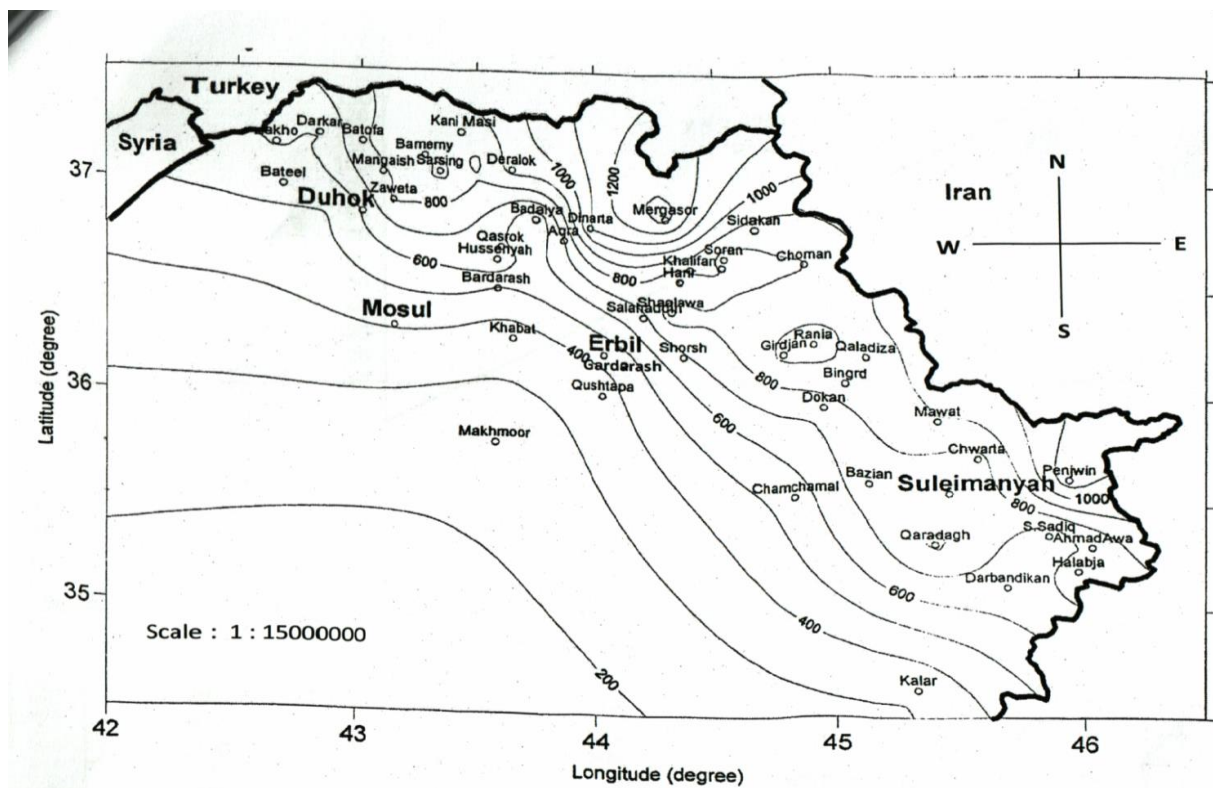 Turkey
Syria
Iran
N
W
E
S
37
36
35
Latitude (degree)
Darkar
Batofa
Kani Masi
Bamerny
Mangaish
Sarsing
Deralok
Bateel
Zaweta
Duhok
800
1000
1200
1000
Mergasor
Badalya
Dinarta
Aqra
Sidakan
Qasrok
Hussenyah
600
Bardarash
Soran
Khalifan
Harir
800
Choman
Mosul
Shaqlawa
Salahaddin
Khabat
400
Erbil
Shorsh
Gardarash
Qushtapa
Rania
Girdjan
Qaladiza
Bingrd
800
Dokan
Mawat
Makhmoor
600
Chwarta
Bazian
Chamchamal
Suleimanyah
Penjwin
1000
800
S.Sadiq
AhmadAwa
Qaradagh
Halabja
Darbandikan
600
400
Kalar
200
Scale : 1 : 15000000
42
43
44
45
46
Longitude (degree)